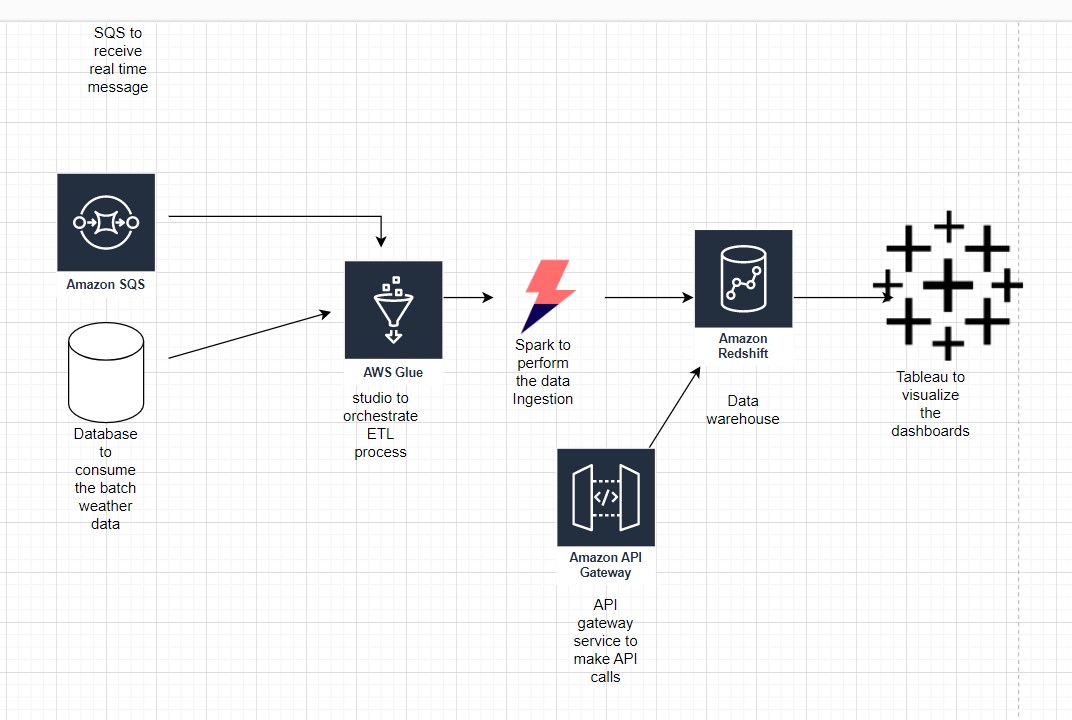 SQS to
receive
real time
message
Amazon SQS
Database
to
consume
the batch
weather
data
AWS Glue
studio to
orchestrate
ETL
process
Spark to
perform
the data
Ingestion
Amazon
Redshift
Data
warehouse
Amazon API
Gateway
API
gateway
service to
make API
calls
Tableau to
visualize
the
dashboards